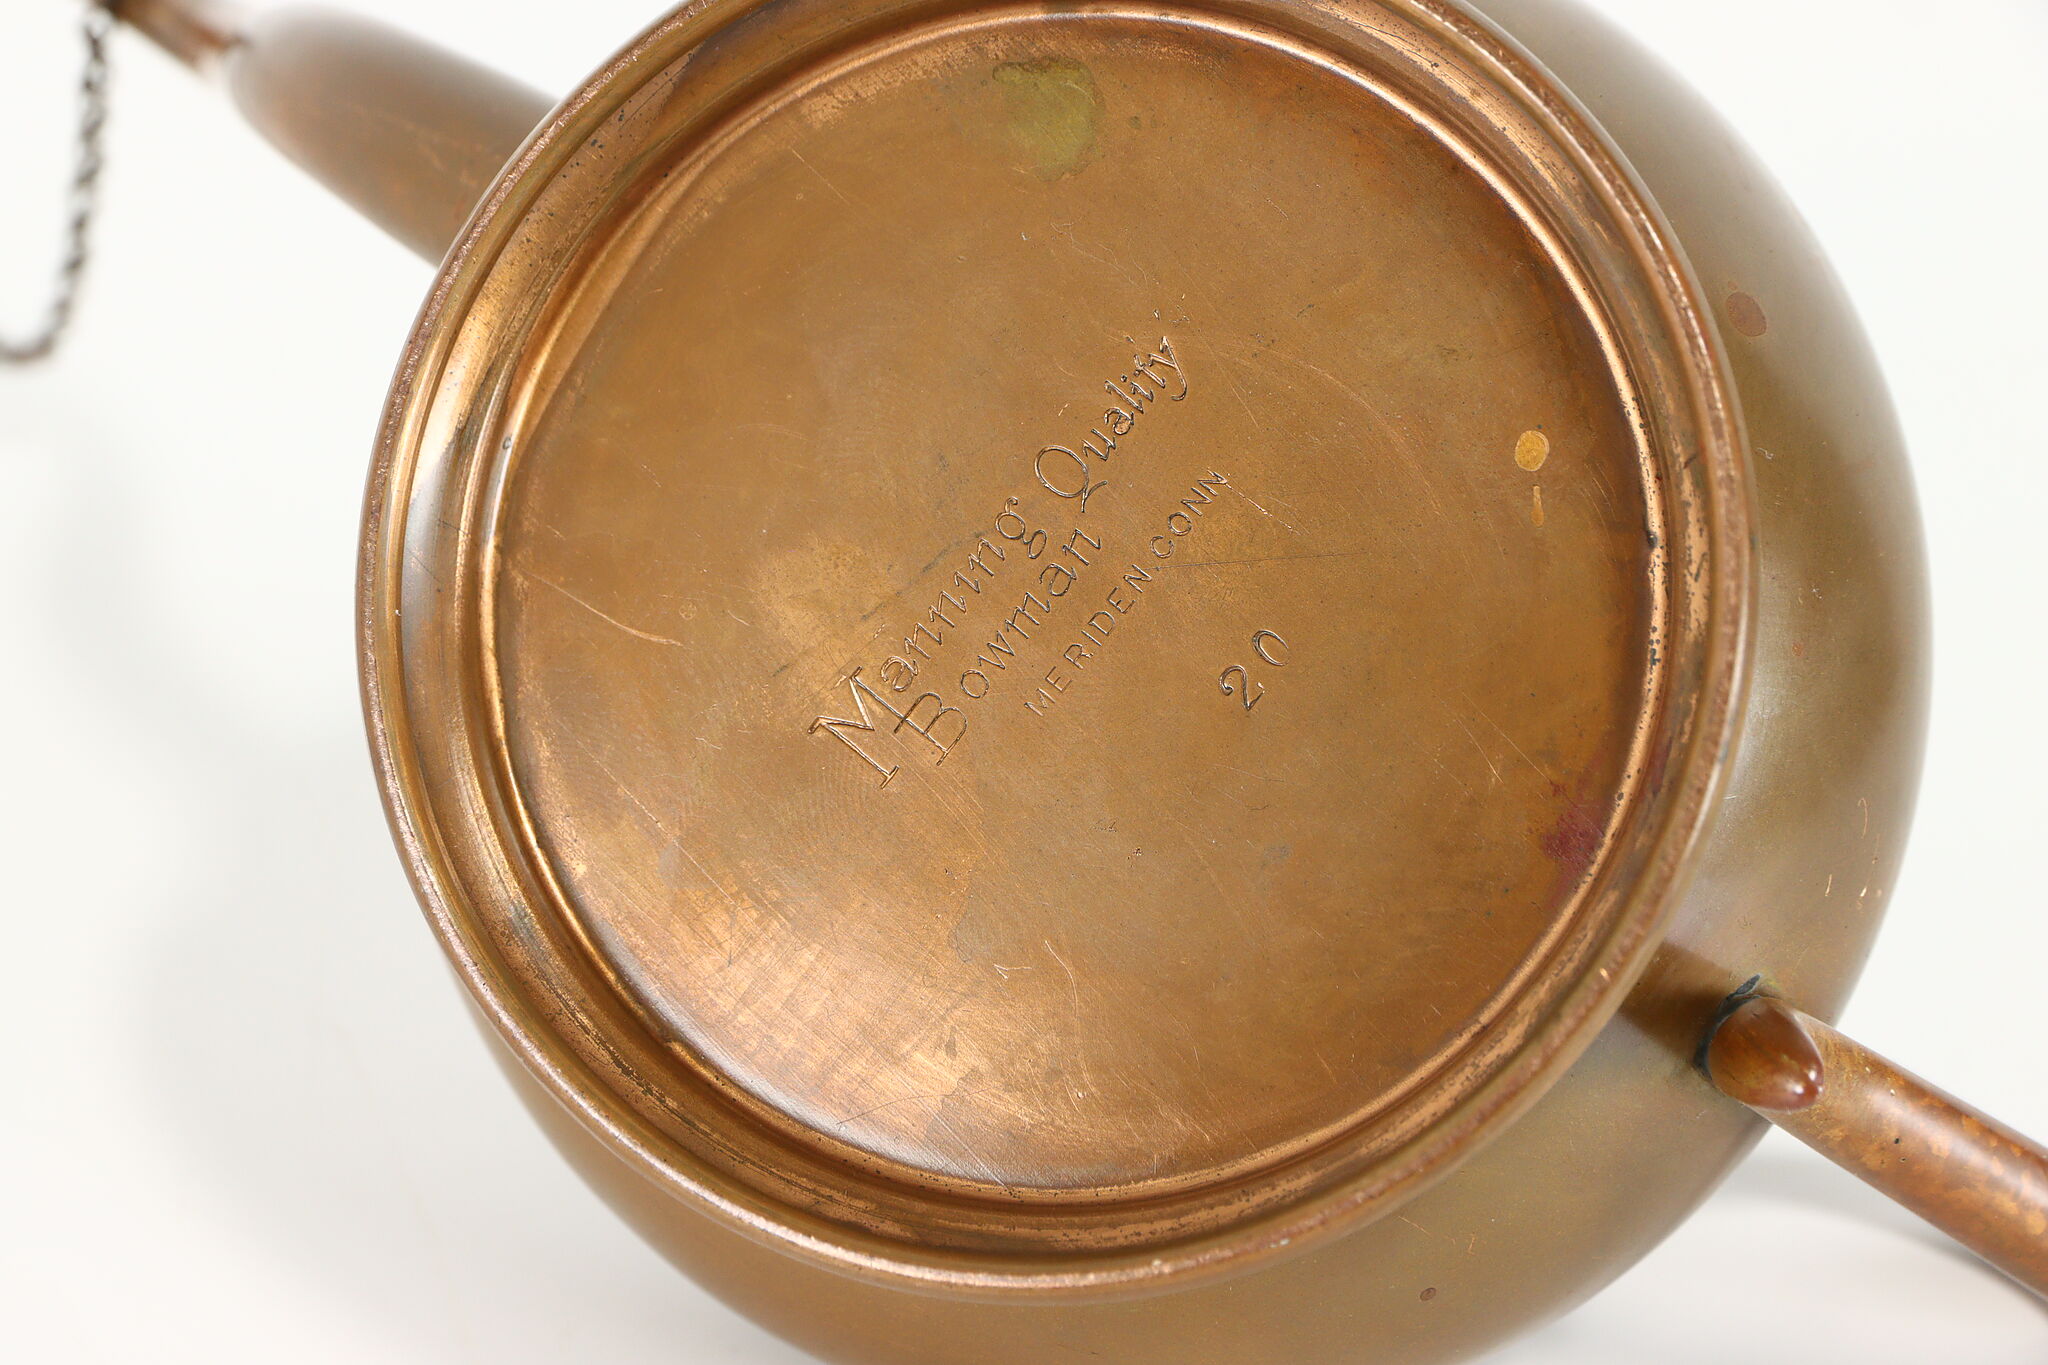 Manning Quality
Bowman
MERIDEN. CONN
20